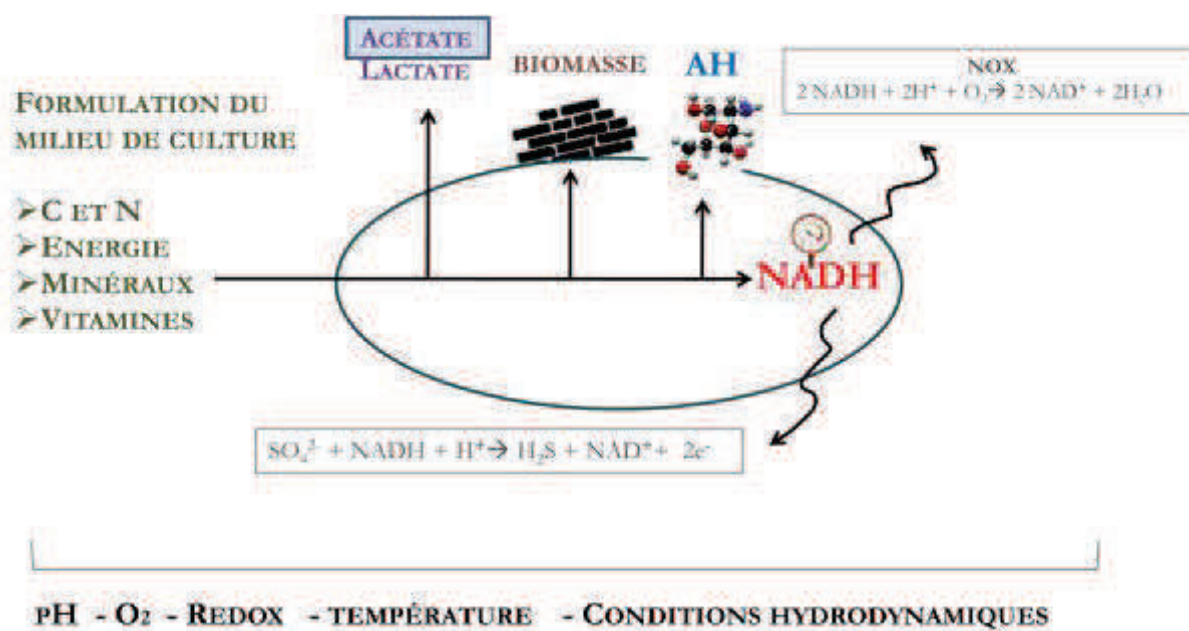 ACÉTATE
LACTATE
BIOMASSE
AH
NOX
2 NADH + 2H⁺ + O₂→ 2 NAD⁺ + 2H₂O
FORMULATION DU
MILIEU DE CULTURE
➢C ET N
➢ENERGIE
➢MINÉRAUX
➢VITAMINES
NADH
SO₄²⁻ + NADH + H⁺→ H₂S + NAD⁺+ 2e⁻
PH - O₂ - REDOX - TEMPÉRATURE - CONDITIONS HYDRODYNAMIQUES